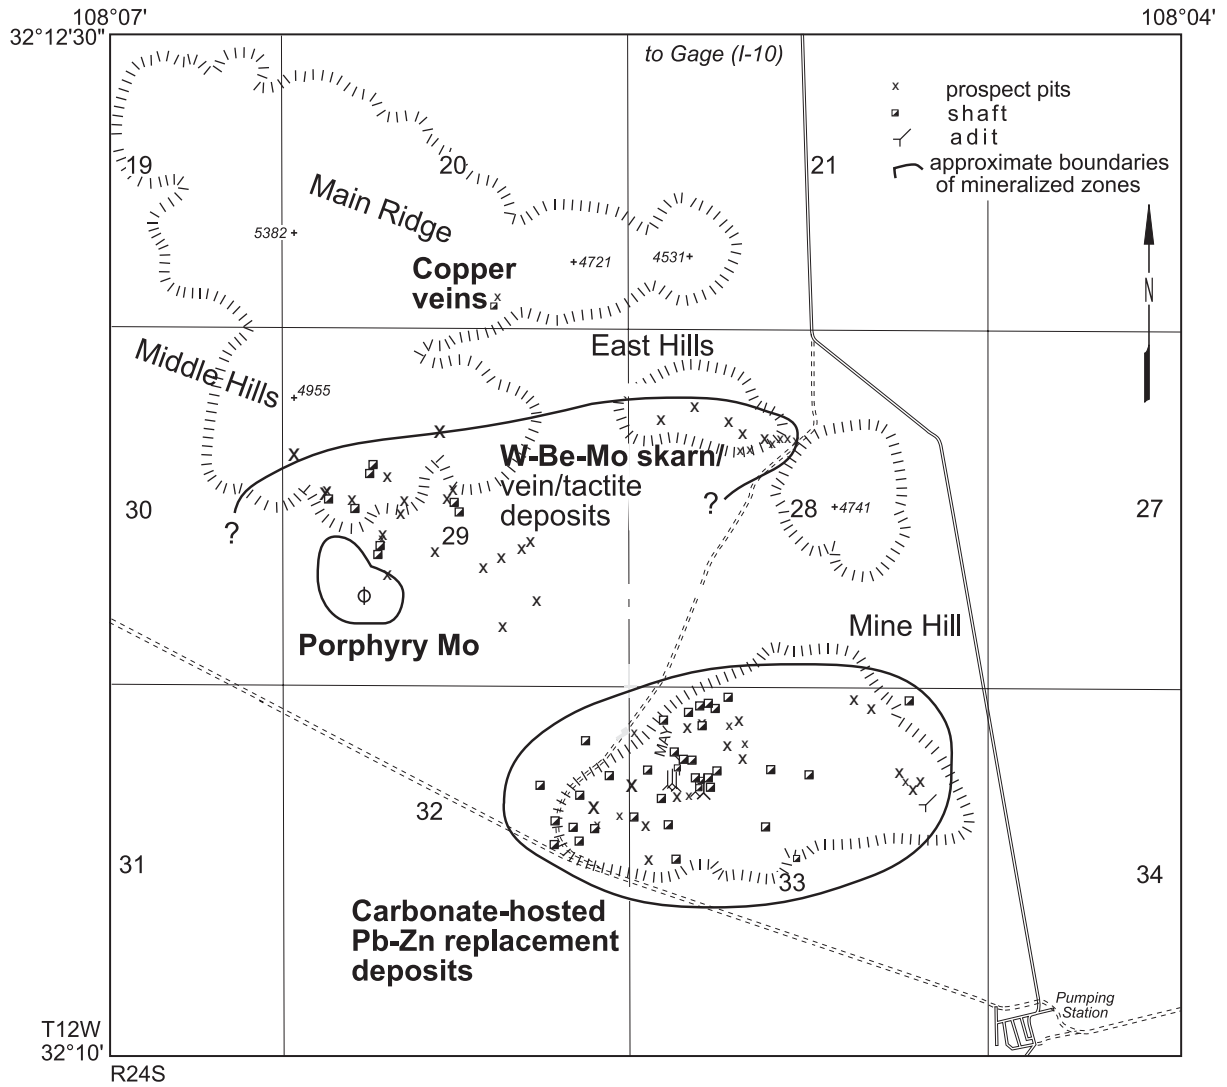 108°07'
108°04'
32°12'30"
to Gage (I-10)
x prospect pits
shaft
adit
approximate boundaries
of mineralized zones
19
20
21
Main Ridge
5382 +
+4721
4531+
Copper
veins
N
Middle Hills
East Hills
+4955
W-Be-Mo skarn/
vein/tactite
deposits
?
?
30
29
28
+4741
27
Porphyry Mo
Mine Hill
MAY
32
31
33
34
Carbonate-hosted
Pb-Zn replacement
deposits
Pumping
Station
T12W
32°10'
R24S